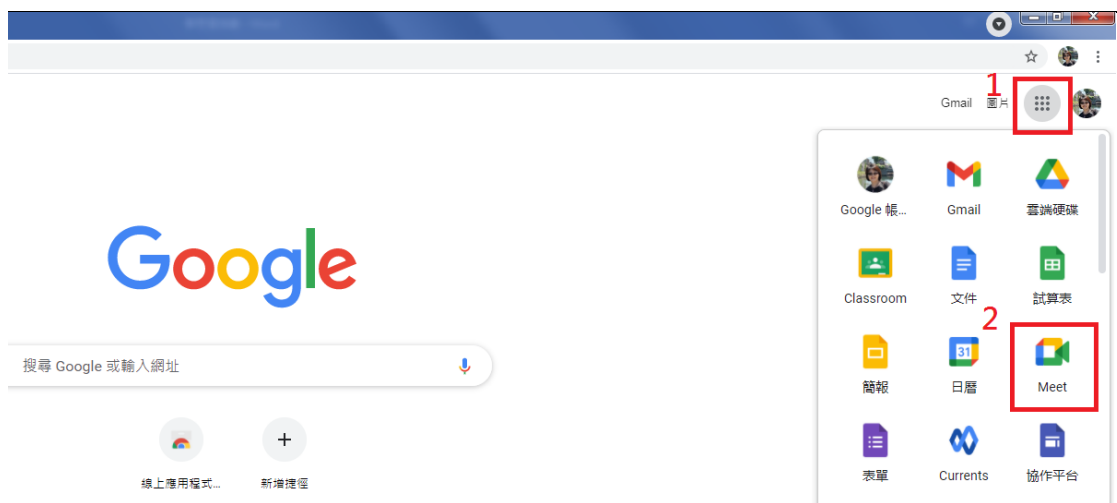 1
Gmail 圖片
Google 帳...
Gmail
雲端硬碟
Google
Classroom
文件
試算表
2
搜尋 Google 或輸入網址
簡報
31
日曆
Meet
線上應用程式...
新增捷徑
表單
Currents
協作平台